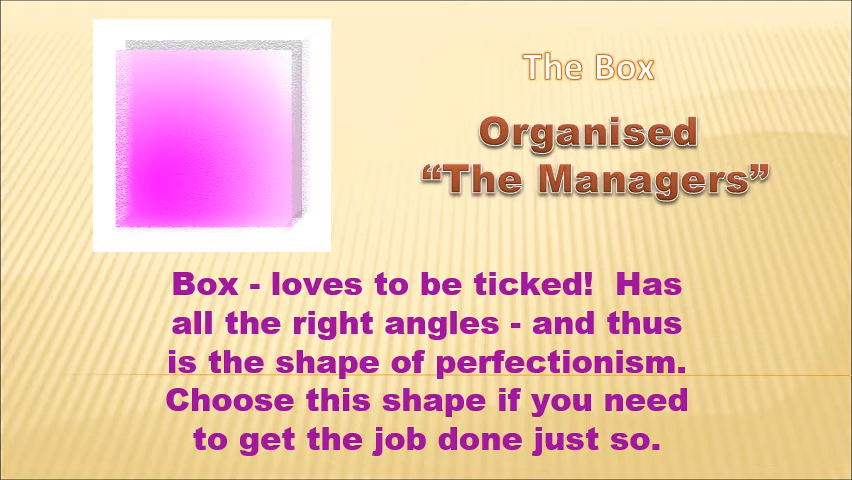 The Box
Organised
“The Managers”
Box - loves to be ticked!  Has
all the right angles - and thus
is the shape of perfectionism.
Choose this shape if you need
to get the job done just so.